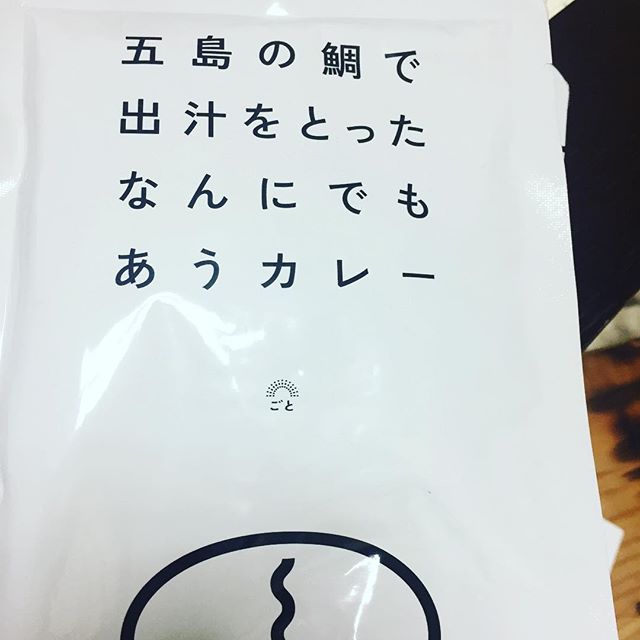 五島の鯛で
出汁をとった
なんにでも
あうカレー
ごと